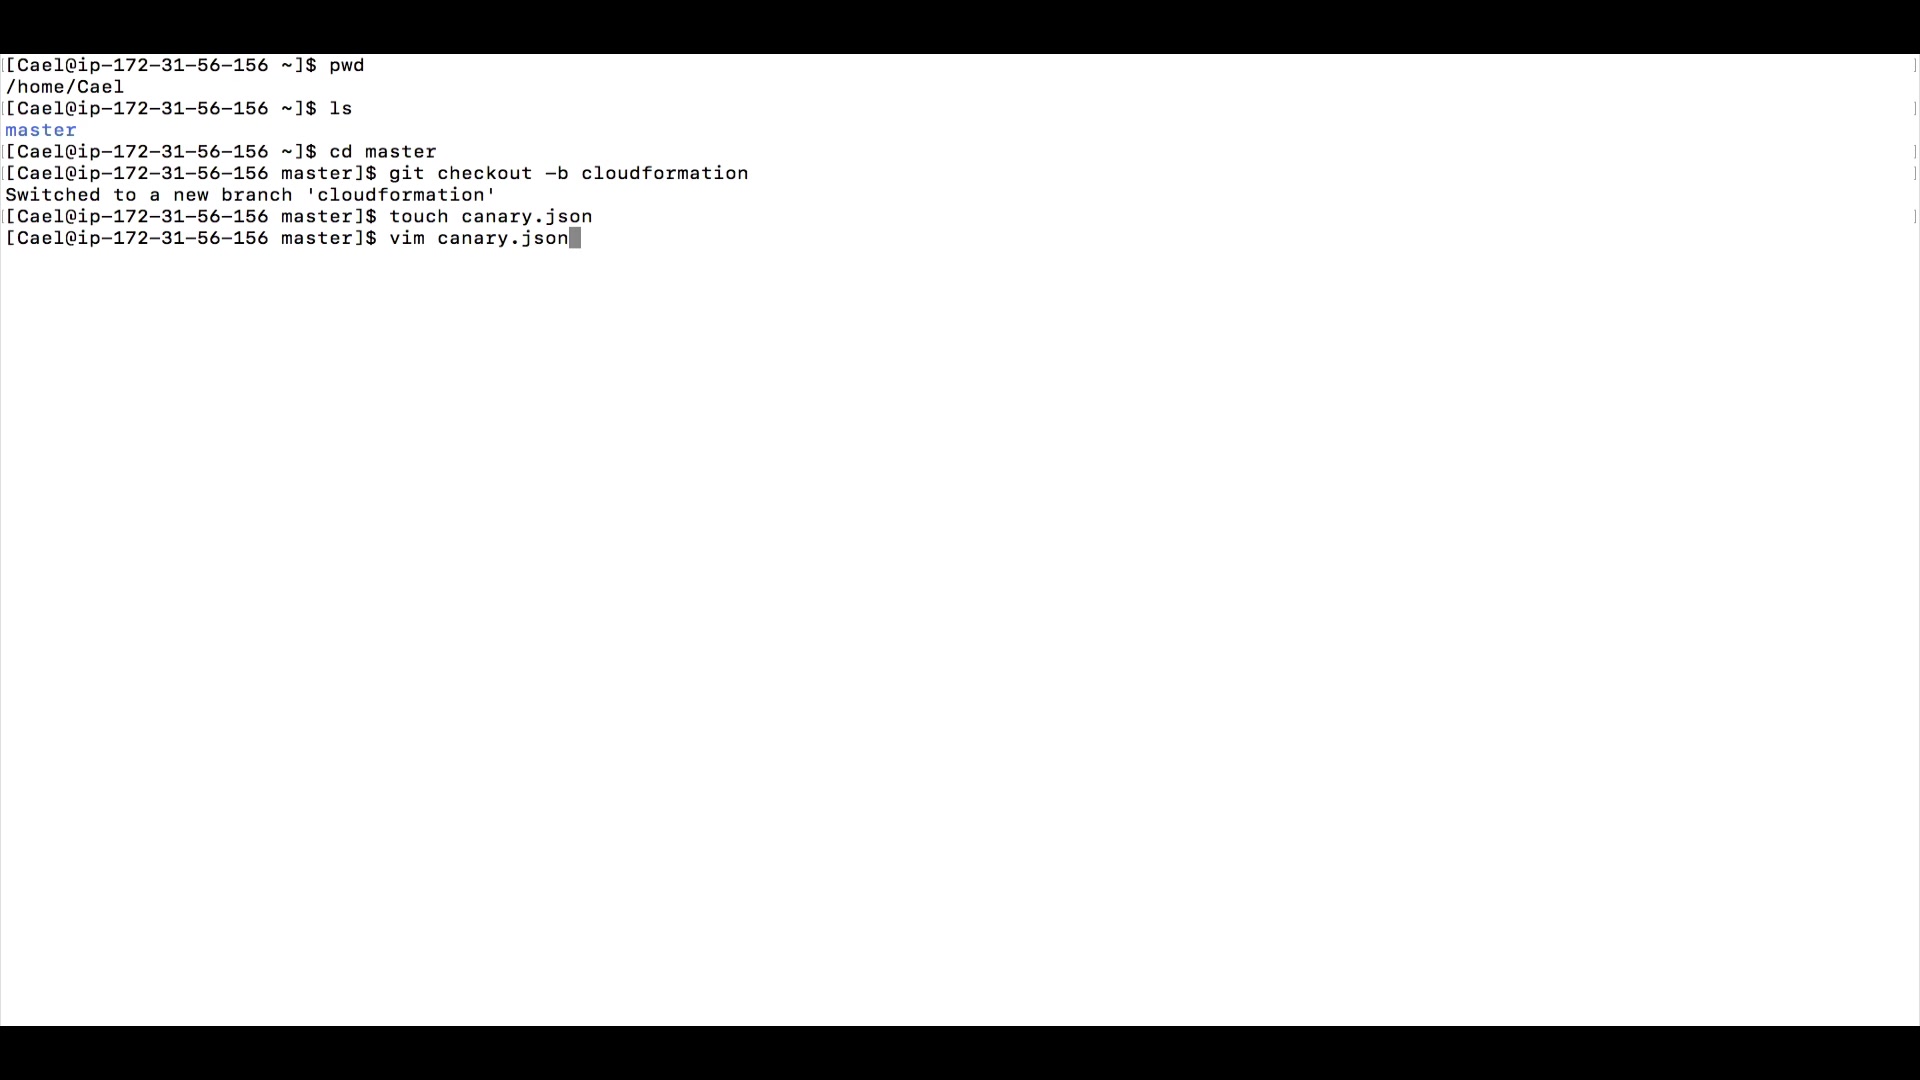 [Cael@ip-172-31-56-156 ~]$ pwd
/home/Cael
[Cael@ip-172-31-56-156 ~]$ ls
master
[Cael@ip-172-31-56-156 ~]$ cd master
[Cael@ip-172-31-56-156 master]$ git checkout -b cloudformation
Switched to a new branch 'cloudformation'
[Cael@ip-172-31-56-156 master]$ touch canary.json
[Cael@ip-172-31-56-156 master]$ vim canary.json